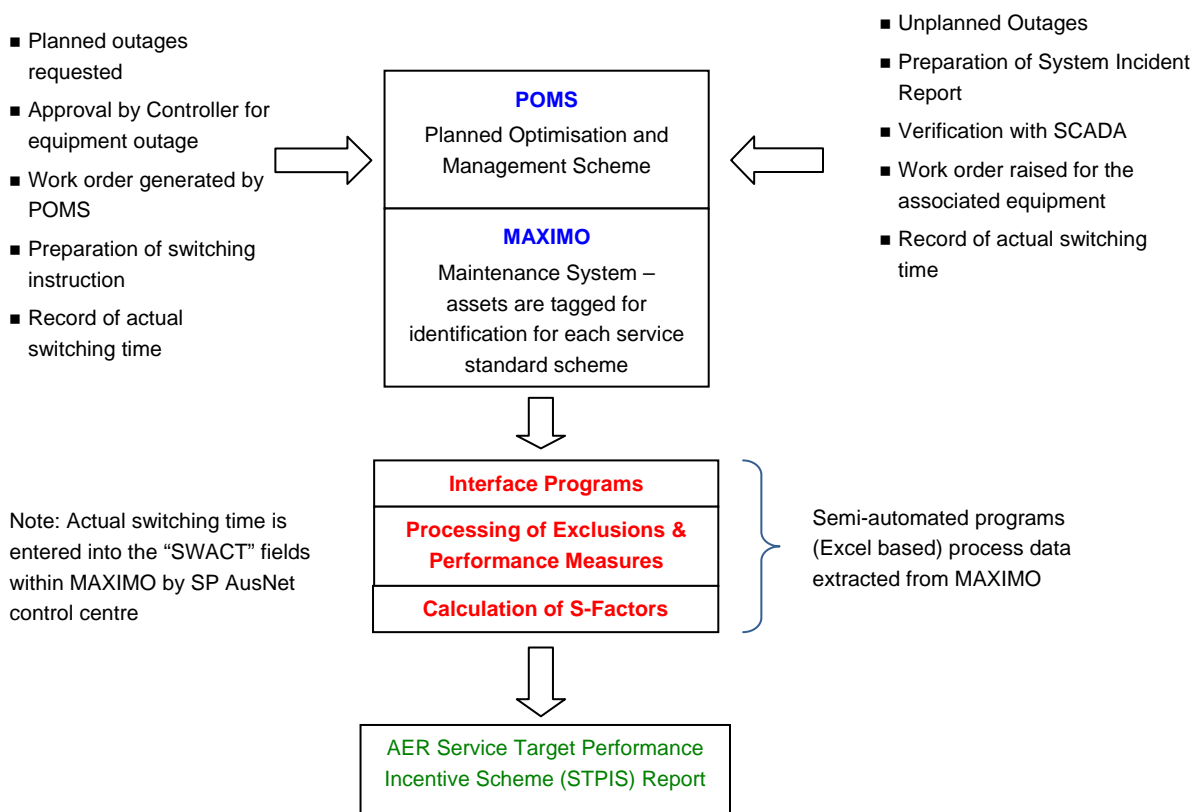 ■ Planned outages
requested
■ Approval by Controller for
equipment outage
■ Work order generated by
POMS
■ Preparation of switching
instruction
■ Record of actual
switching time
POMS
Planned Optimisation and
Management Scheme
MAXIMO
Maintenance System –
assets are tagged for
identification for each service
standard scheme
■ Unplanned Outages
■ Preparation of System Incident
Report
■ Verification with SCADA
■ Work order raised for the
associated equipment
■ Record of actual switching
time
Note: Actual switching time is
entered into the “SWACT” fields
within MAXIMO by SP AusNet
control centre
Interface Programs
Processing of Exclusions &
Performance Measures
Calculation of S-Factors
Semi-automated programs
(Excel based) process data
extracted from MAXIMO
AER Service Target Performance
Incentive Scheme (STPIS) Report